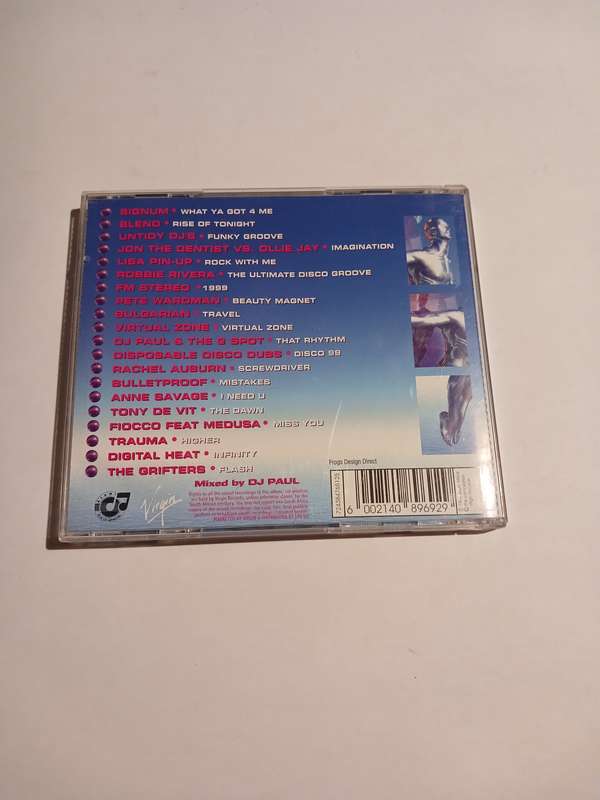 SIGNUM • WHAT YA GOT 4 ME
BLEND • RISE OF TONIGHT
UNTIDY DJ'S • FUNKY GROOVE
JON THE DENTIST VS. OLLIE JAY • IMAGINATION
LISA PIN-UP • ROCK WITH ME
ROBBIE RIVERA • THE ULTIMATE DISCO GROOVE
FM STEREO • 1999
PETE WARDMAN • BEAUTY MAGNET
BULGARIAN • TRAVEL
VIRTUAL ZONE • VIRTUAL ZONE
DJ PAUL & THE G SPOT • THAT RHYTHM
DISPOSABLE DISCO DUBS • DISCO 99
RACHEL AUBURN • SCREWDRIVER
BULLETPROOF • MISTAKES
ANNE SAVAGE • I NEED U
TONY DE VIT • THE DAWN
FIOCCO FEAT MEDUSA • MISS YOU
TRAUMA • HIGHER
DIGITAL HEAT • INFINITY
THE GRIFTERS • FLASH
Mixed by DJ PAUL
Virgin
Frogs Design Direct
6 002140 896929